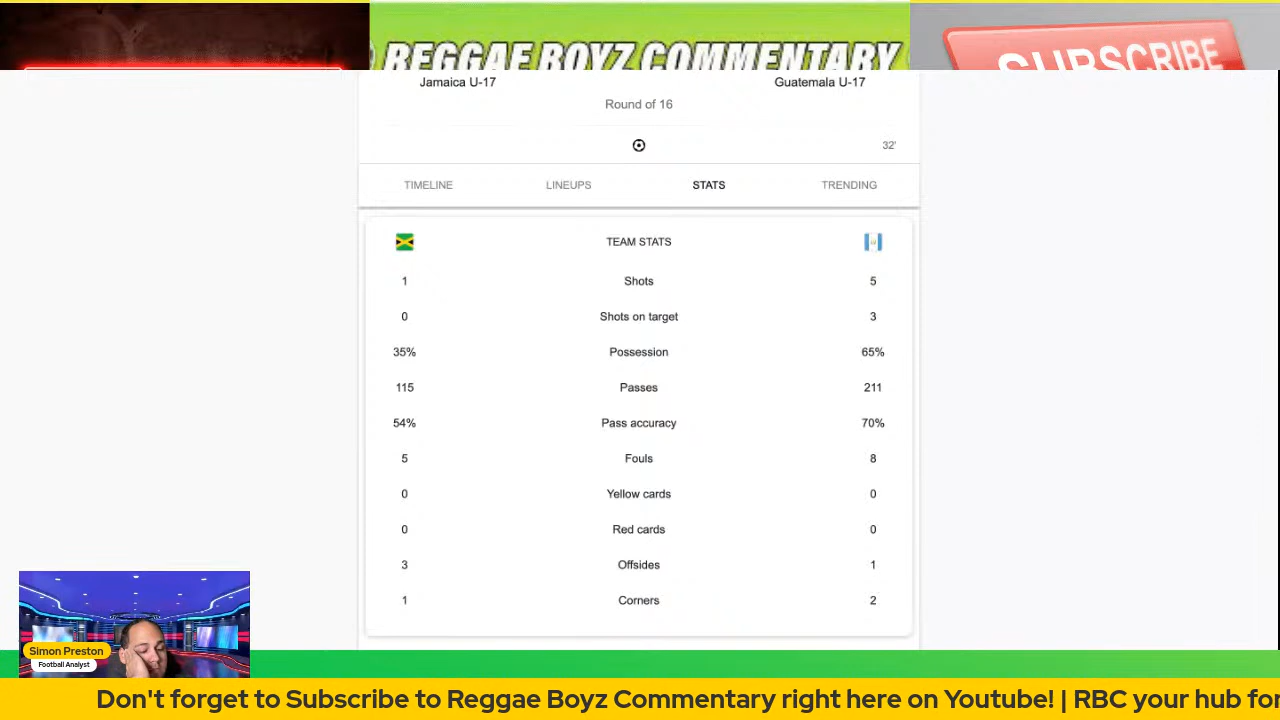 REGGAE BOYZ COMMENTARY
SUBSCRIBE
Jamaica U-17
Guatemala U-17
Round of 16
32'
TIMELINE LINEUPS STATS TRENDING
TEAM STATS
1 Shots 5
0 Shots on target 3
35% Possession 65%
115 Passes 211
54% Pass accuracy 70%
5 Fouls 8
0 Yellow cards 0
0 Red cards 0
3 Offsides 1
1 Corners 2
Simon Preston
Football Analyst
Don't forget to Subscribe to Reggae Boyz Commentary right here on Youtube! | RBC your hub for